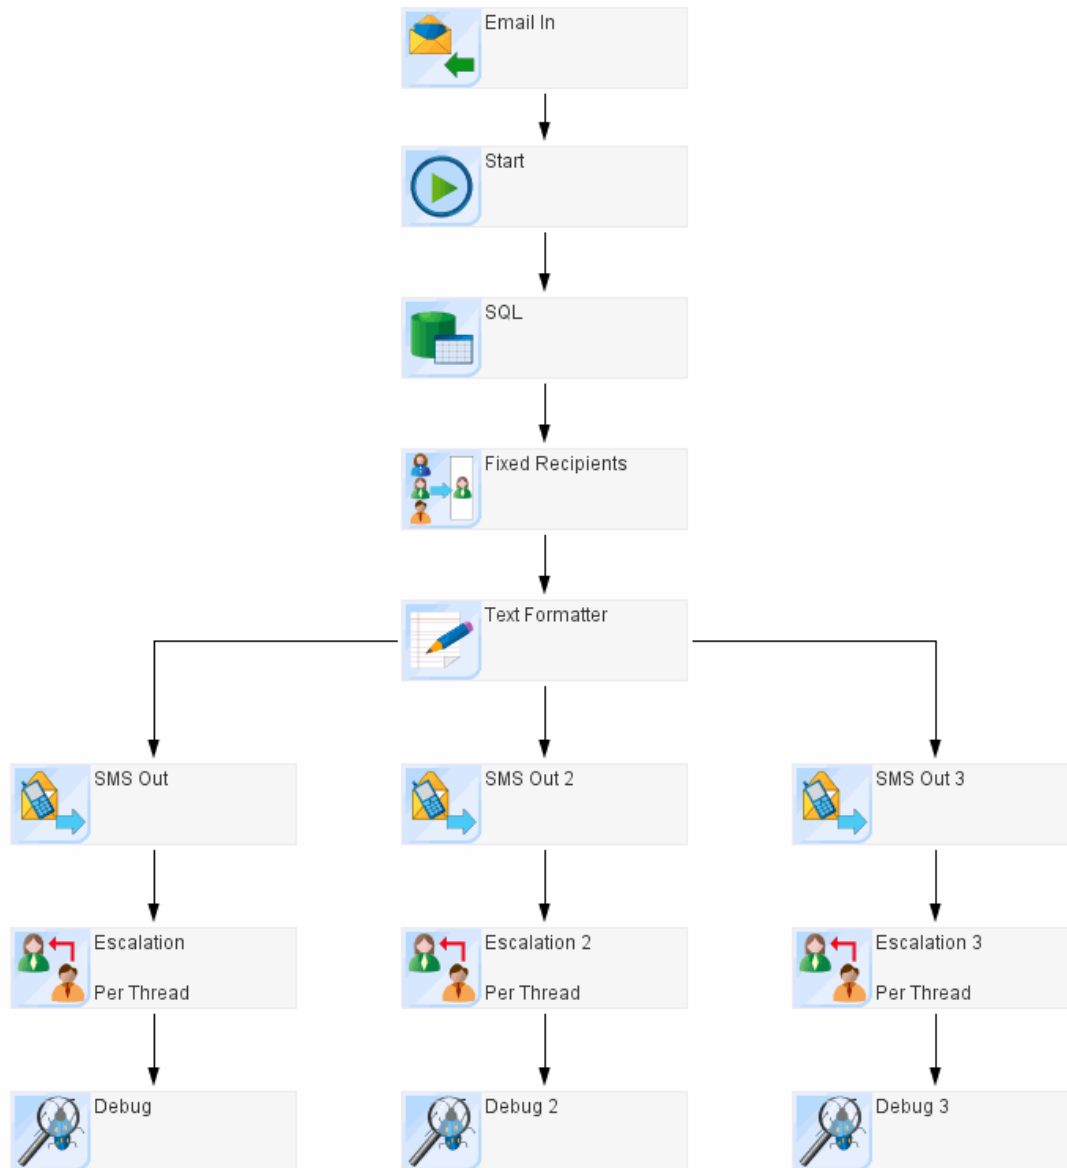 Email In
Start
SQL
Fixed Recipients
Text Formatter
SMS Out
SMS Out 2
SMS Out 3
Escalation
Per Thread
Escalation 2
Per Thread
Escalation 3
Per Thread
Debug
Debug 2
Debug 3